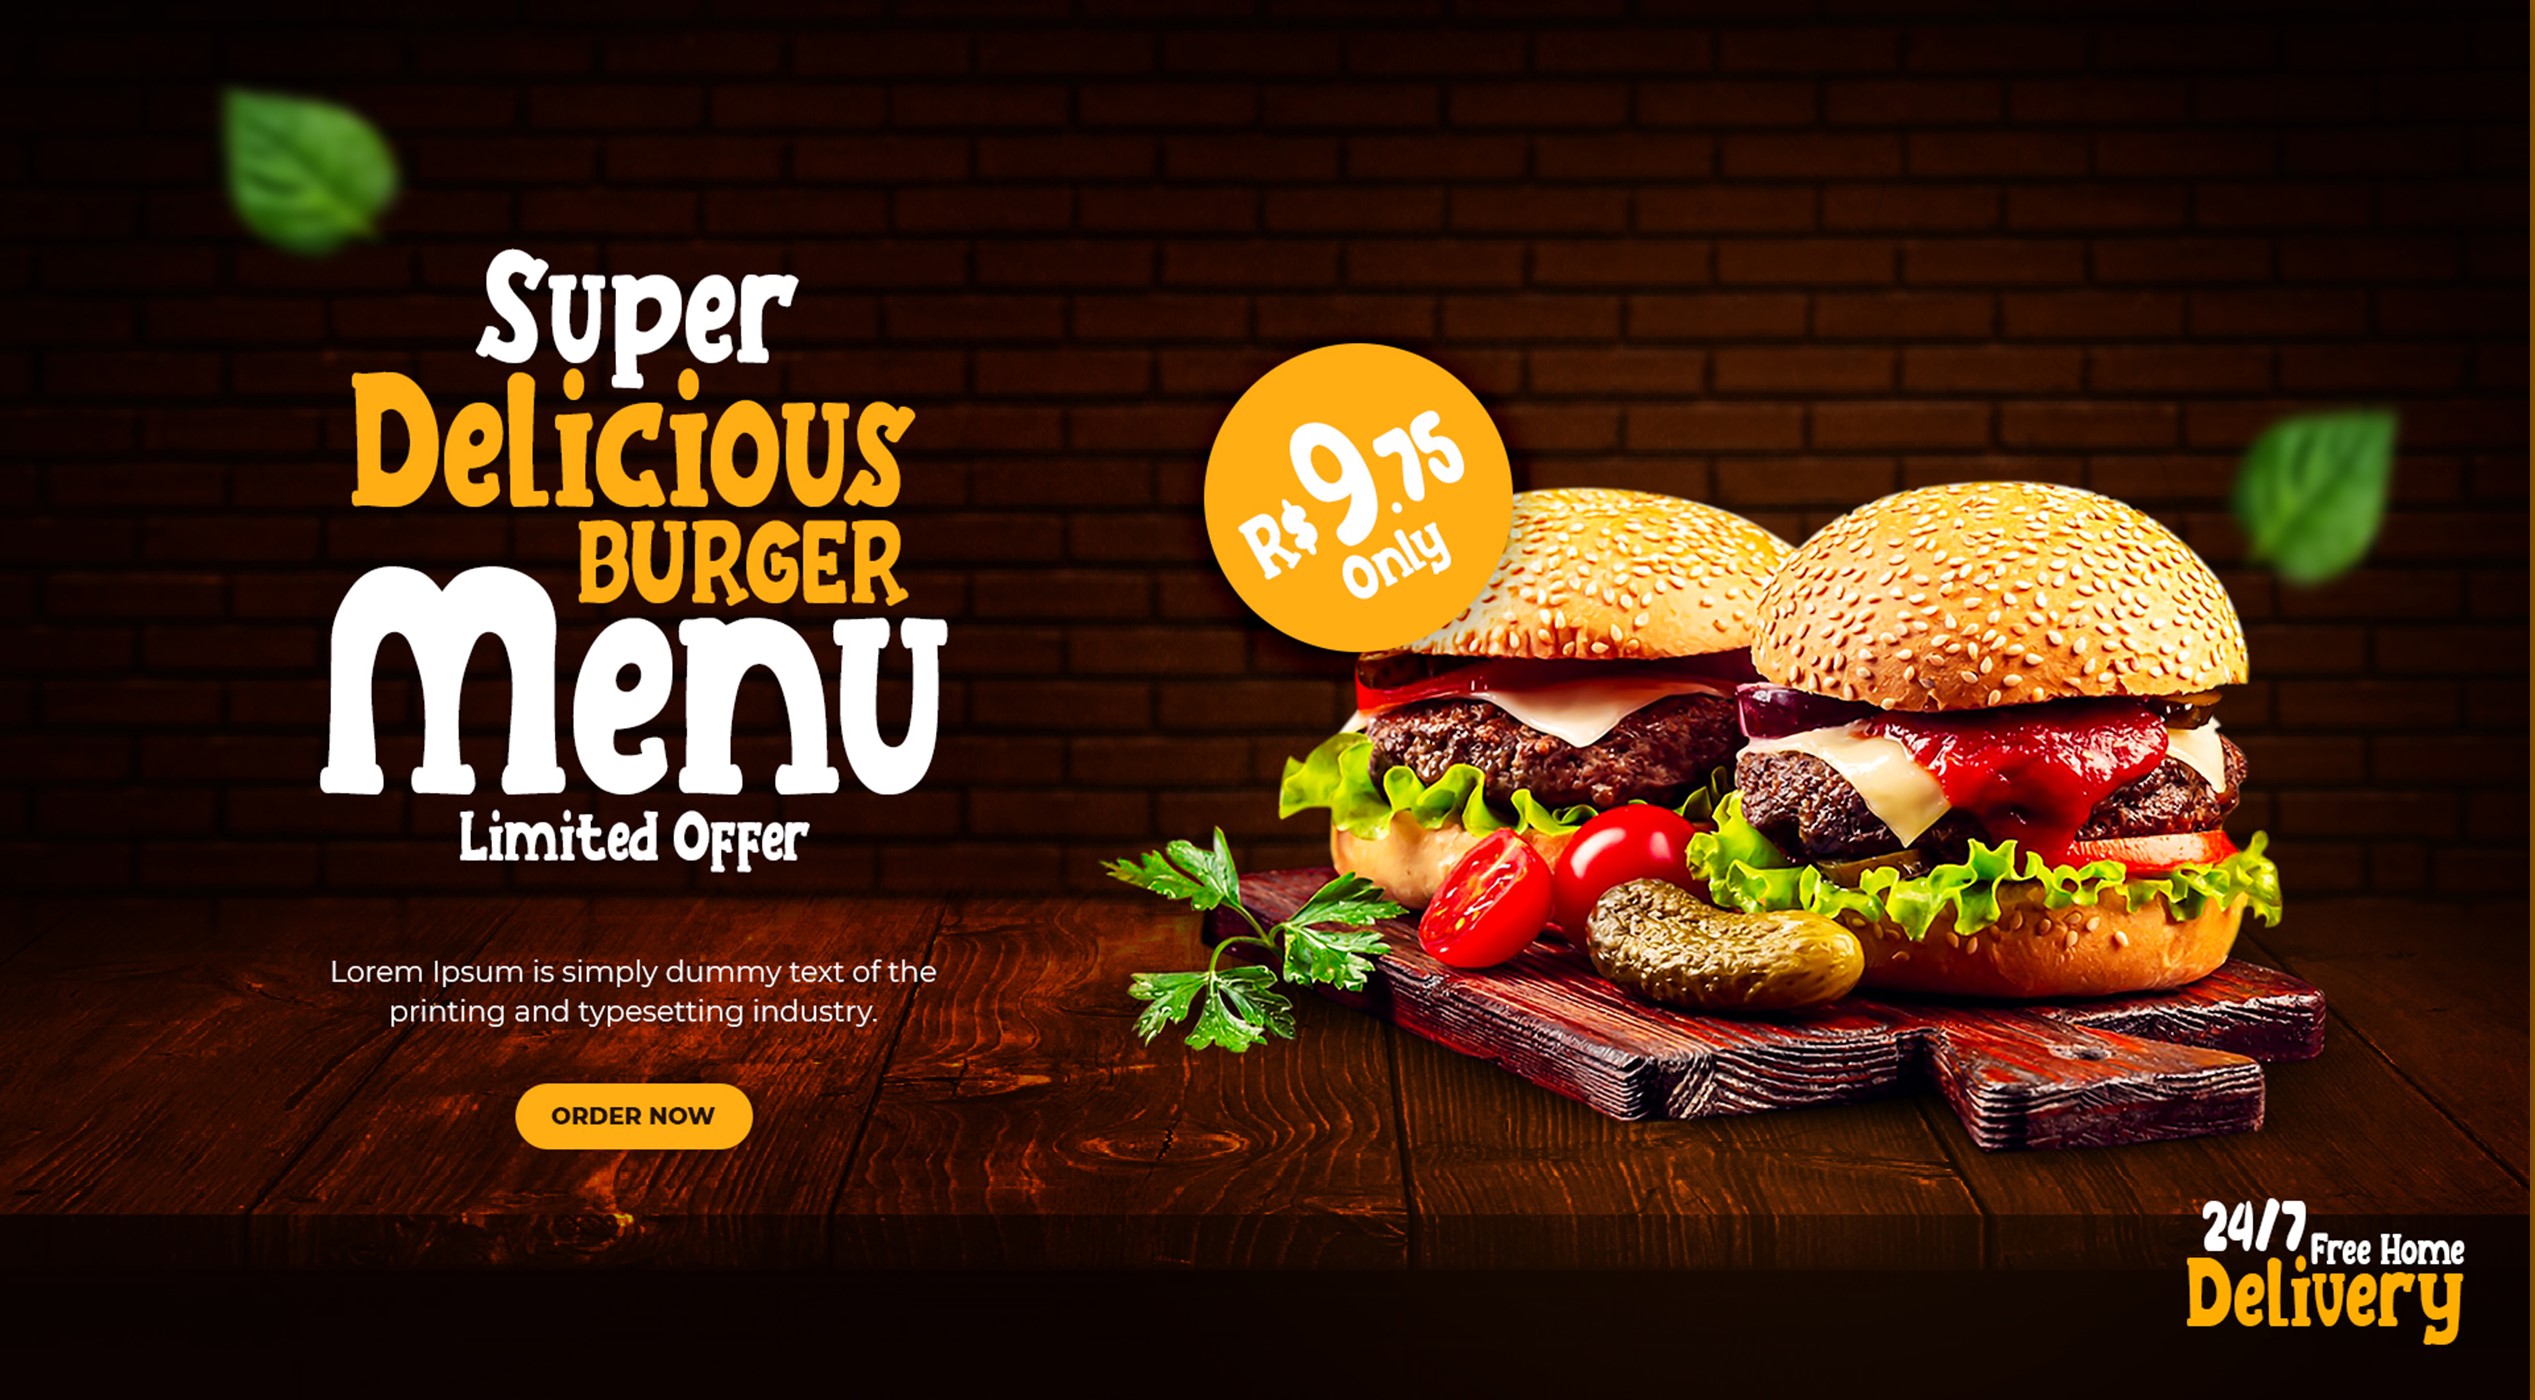 Super
Delicious
BURGER
Menu
Limited Offer
Lorem Ipsum is simply dummy text of the
printing and typesetting industry.
ORDER NOW
R$9.75
Only
24/7 Free Home
Delivery